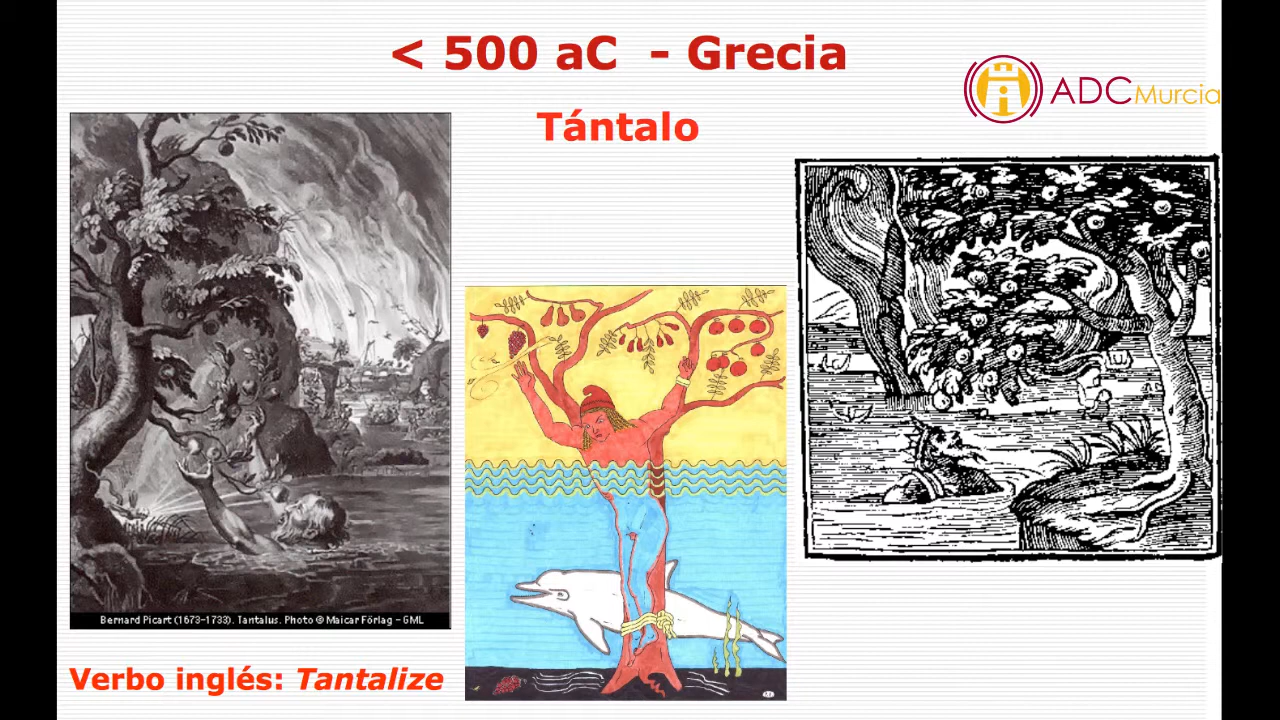 < 500 aC - Grecia
ADCMurcia
Tántalo
Bernard Picart (1673-1733). Tantalus. Photo © Maicar Förlag - GML
Verbo inglés: Tantalize